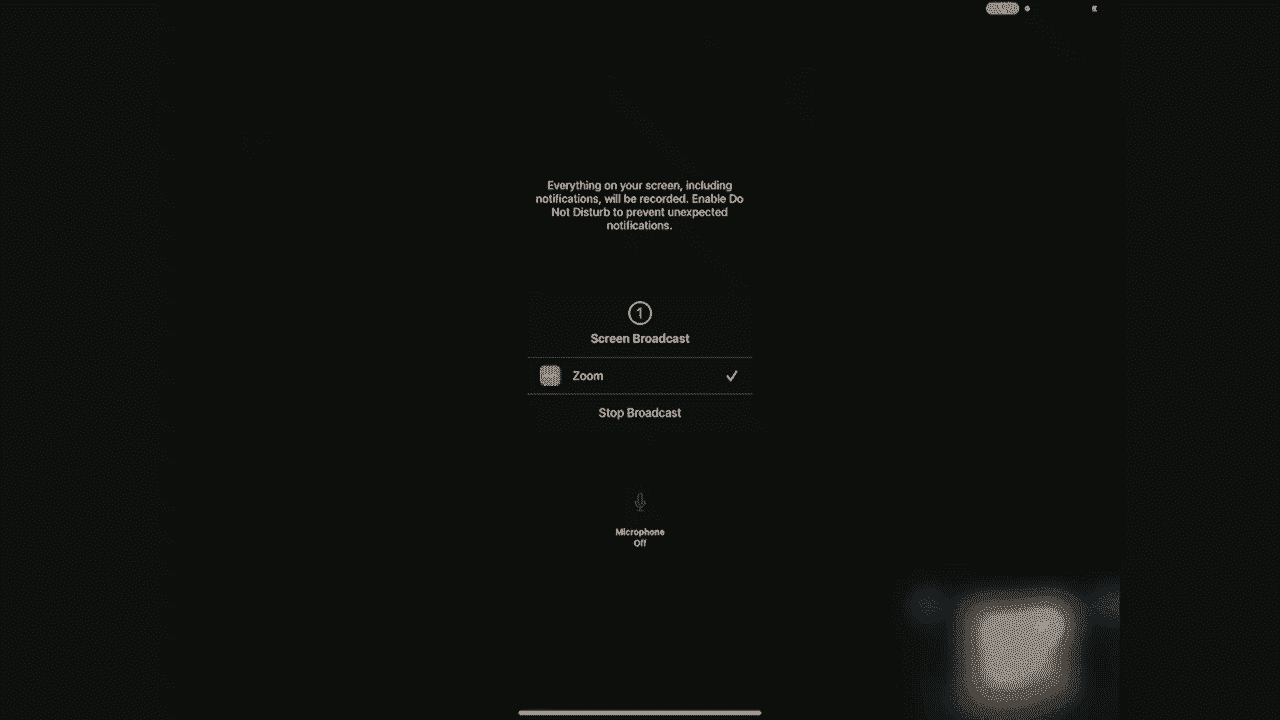 Everything on your screen, including
notifications, will be recorded. Enable Do
Not Disturb to prevent unexpected
notifications.
1
Screen Broadcast
Zoom
Stop Broadcast
Microphone
Off